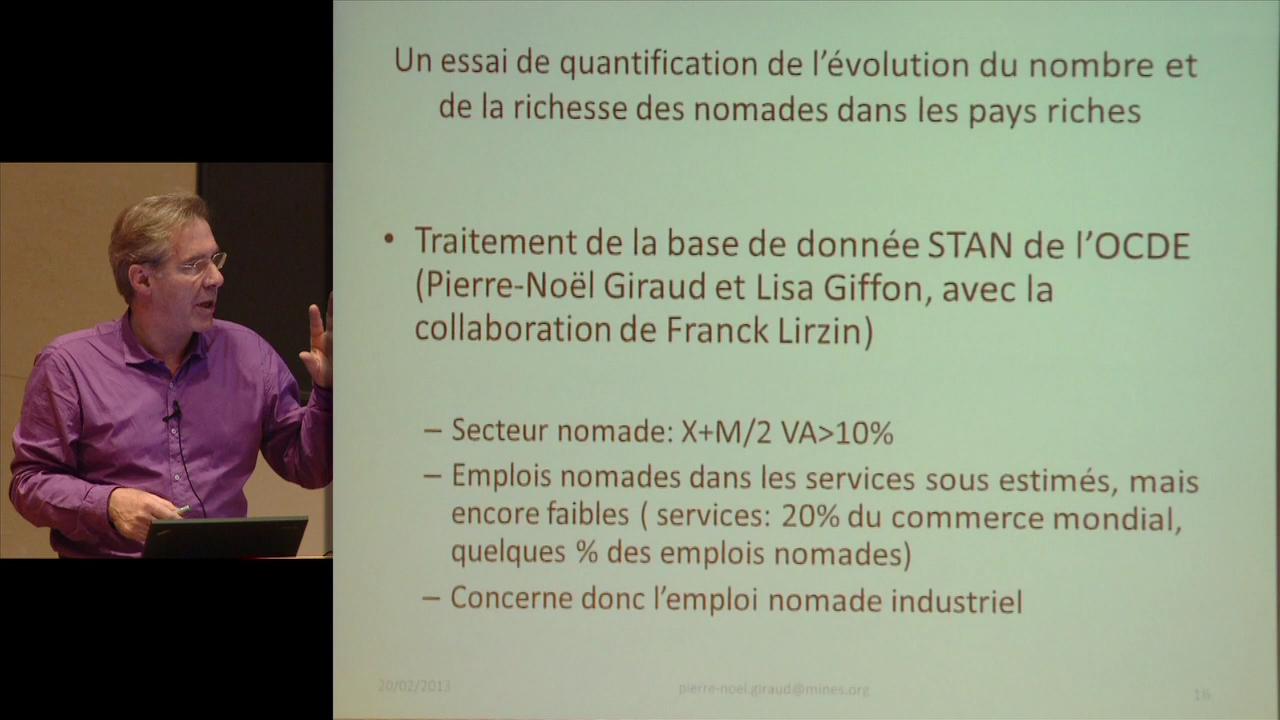 Un essai de quantification de l'évolution du nombre et
de la richesse des nomades dans les pays riches
• Traitement de la base de donnée STAN de l'OCDE
(Pierre-Noël Giraud et Lisa Giffon, avec la
collaboration de Franck Lirzin)
– Secteur nomade: X+M/2 VA>10%
– Emplois nomades dans les services sous estimés, mais
encore faibles ( services: 20% du commerce mondial,
quelques % des emplois nomades)
– Concerne donc l'emploi nomade industriel
20/02/2013 pierre-noel.giraud@mines.org 16